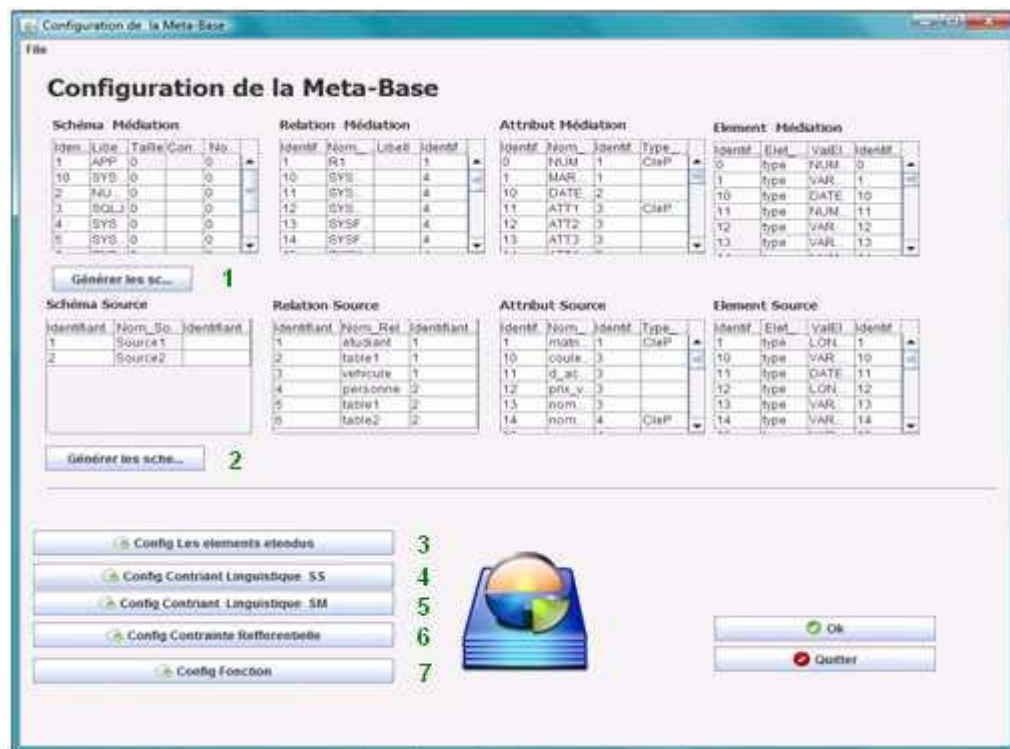 Configuration de la Meta-Base
File
Configuration de la Meta-Base
Schéma Médiation
Iden... Libe... Taille Con... No...
1 APP 0 0
10 SYS 0 0
2 NU... 0 0
3 SQLJ 0 0
4 SYS 0 0
5 SYS 0 0
Relation Médiation
Identif... Nom_... Libell... Identif...
1 R1 1
10 SYS... 4
11 SYS... 4
12 SYS... 4
13 SYSF... 4
14 SYSF... 4
Attribut Médiation
Identif... Nom_... Identif... Type_...
0 NUM 1 CleP
1 MAR... 1
10 DATE 2
11 ATT1 3 CleP
12 ATT2 3
13 ATT3 3
Element Médiation
Identif... Elet_... ValEl... Identif...
0 type NUM... 0
1 type VAR... 1
10 type DATE 10
11 type NUM... 11
12 type VAR... 12
13 type VAR... 13
Générer les sc... 1
Schéma Source
Identifiant Nom_So... Identifiant...
1 Source1
2 Source2
Relation Source
Identifiant... Nom_Rel... Identifiant...
1 etudiant 1
2 table1 1
3 vehicule 1
4 personne 2
5 table1 2
6 table2 2
Attribut Source
Identif... Nom_... Identif... Type_...
1 matri... 1 CleP
10 coule... 3
11 d_ac... 3
12 prix_v... 3
13 nom... 3
14 nom... 4 CleP
Element Source
Identif... Elet_... ValEl... Identif...
1 type LON... 1
10 type VAR... 10
11 type DATE 11
12 type LON... 12
13 type VAR... 13
14 type VAR... 14
Générer les sche... 2
Config Les elements etendus 3
Config Contriant Linguistique SS 4
Config Contriant Linguistique SM 5
Config Contrainte Refferentielle 6
Config Fonction 7
Ok
Quitter